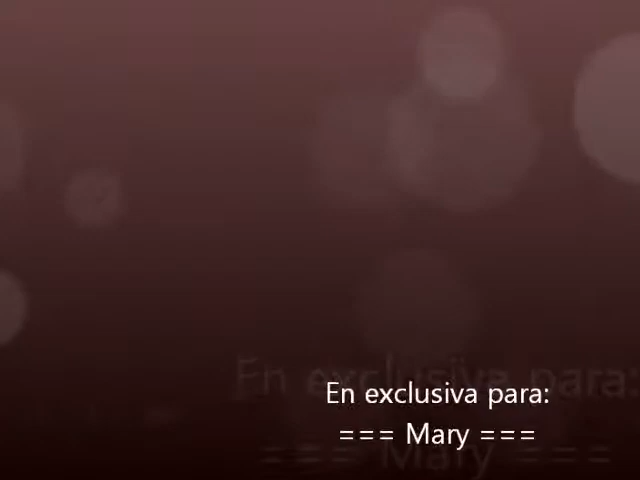 En exclusiva para:
=== Mary ===